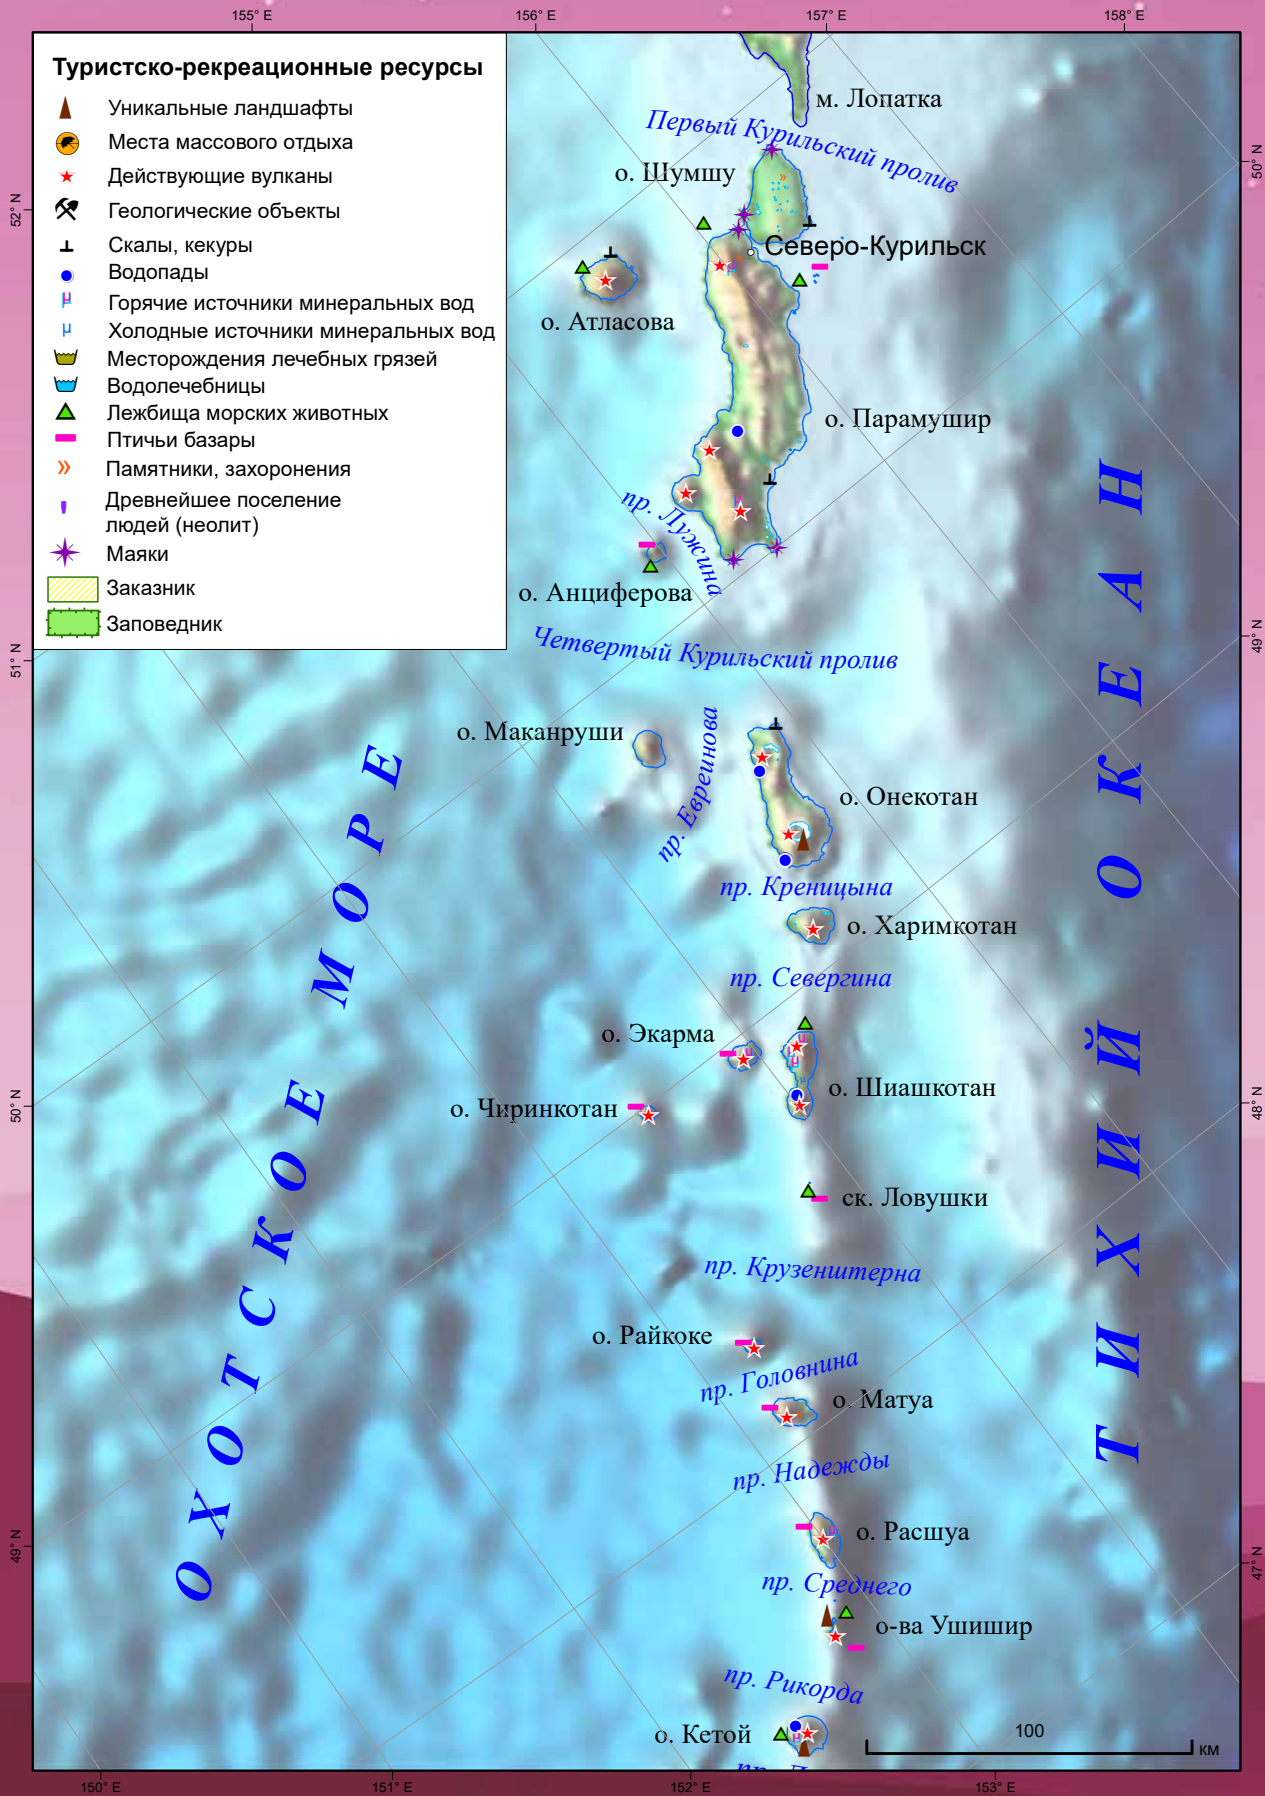 155° E
156° E
157° E
158° E
Туристско-рекреационные ресурсы
Уникальные ландшафты
Места массового отдыха
Действующие вулканы
Геологические объекты
Скалы, кекуры
Водопады
Горячие источники минеральных вод
Холодные источники минеральных вод
Месторождения лечебных грязей
Водолечебницы
Лежбища морских животных
Птичьи базары
Памятники, захоронения
Древнейшее поселение
людей (неолит)
Маяки
Заказник
Заповедник
м. Лопатка
Первый Курильский пролив
о. Шумшу
Северо-Курильск
о. Атласова
о. Парамушир
пр. Лужина
о. Анциферова
Четвертый Курильский пролив
о. Маканруши
пр. Евреинова
о. Онекотан
пр. Креницына
о. Харимкотан
пр. Севергина
о. Экарма
о. Шиашкотан
о. Чиринкотан
ск. Ловушки
пр. Крузенштерна
о. Райкоке
пр. Головнина
о. Матуа
пр. Надежды
о. Расшуа
пр. Среднего
о-ва Ушишир
пр. Рикорда
о. Кетой
100
км
ОХОТСКОЕ МОРЕ
ТИХИЙ ОКЕАН
52° N
51° N
50° N
49° N
50° N
49° N
48° N
47° N
150° E
151° E
152° E
153° E